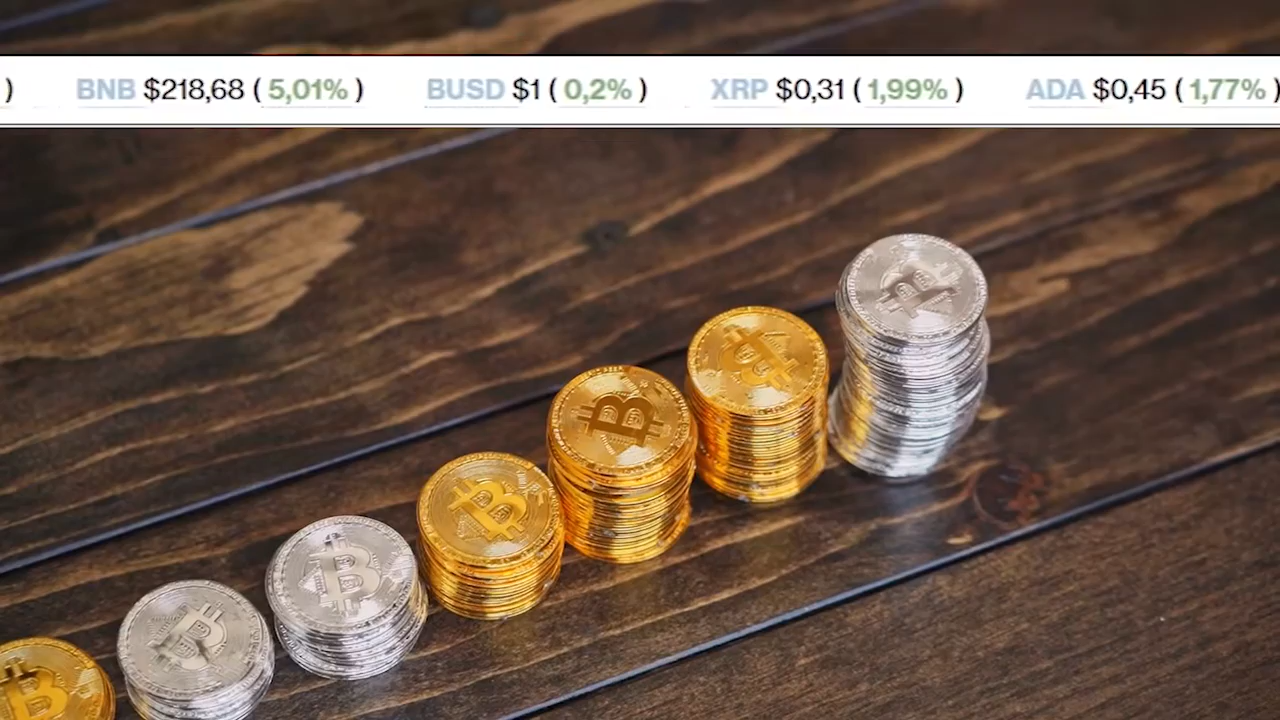 ) BNB $218,68 ( 5,01% ) BUSD $1 ( 0,2% ) XRP $0,31 ( 1,99% ) ADA $0,45 ( 1,77% )